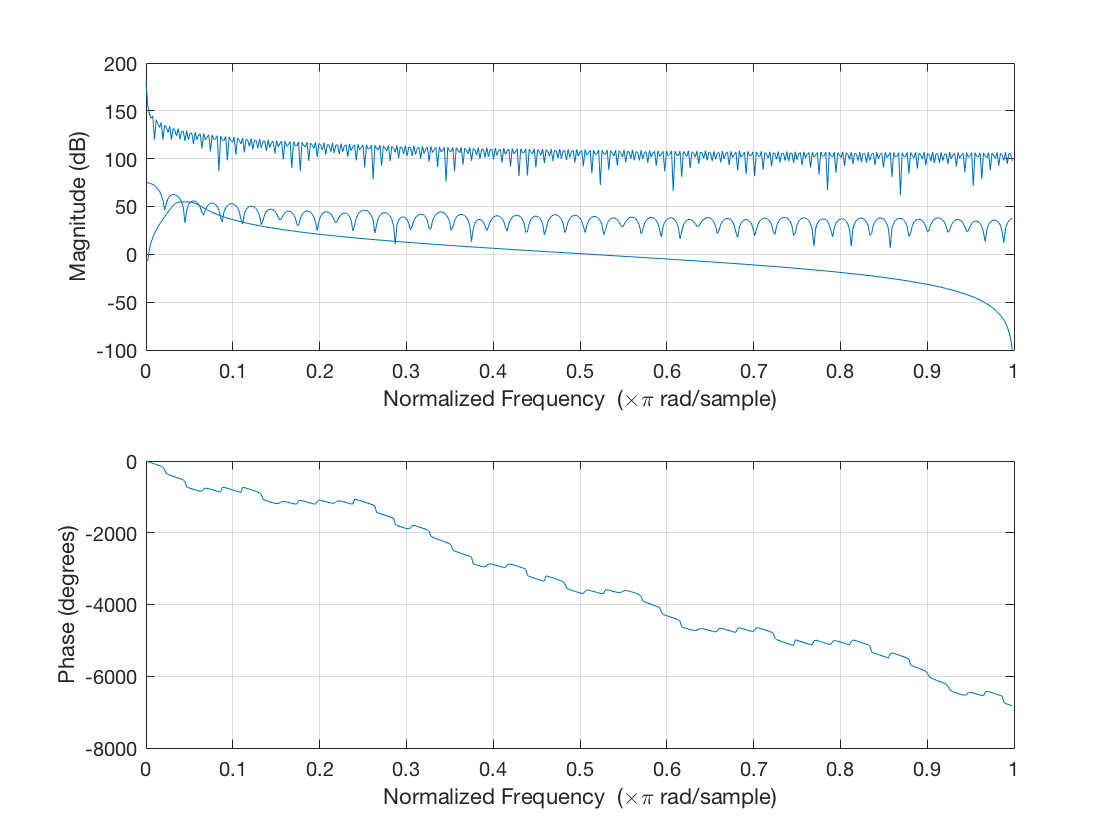 200
150
100
50
0
-50
-100
Magnitude (dB)
0 0.1 0.2 0.3 0.4 0.5 0.6 0.7 0.8 0.9 1
Normalized Frequency (×π rad/sample)
0
-2000
-4000
-6000
-8000
Phase (degrees)
0 0.1 0.2 0.3 0.4 0.5 0.6 0.7 0.8 0.9 1
Normalized Frequency (×π rad/sample)